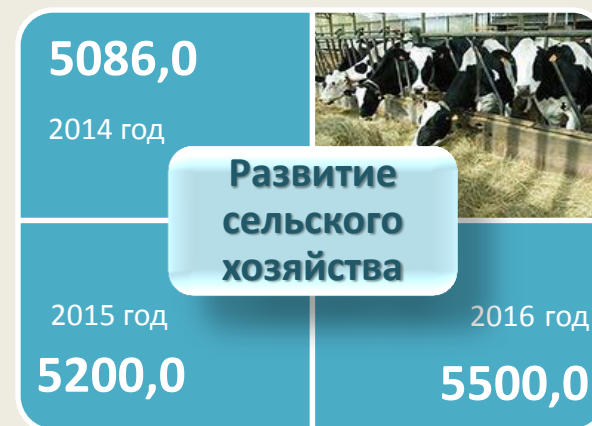 5086,0
2014 год
Развитие
сельского
хозяйства
2015 год
5200,0
2016 год
5500,0